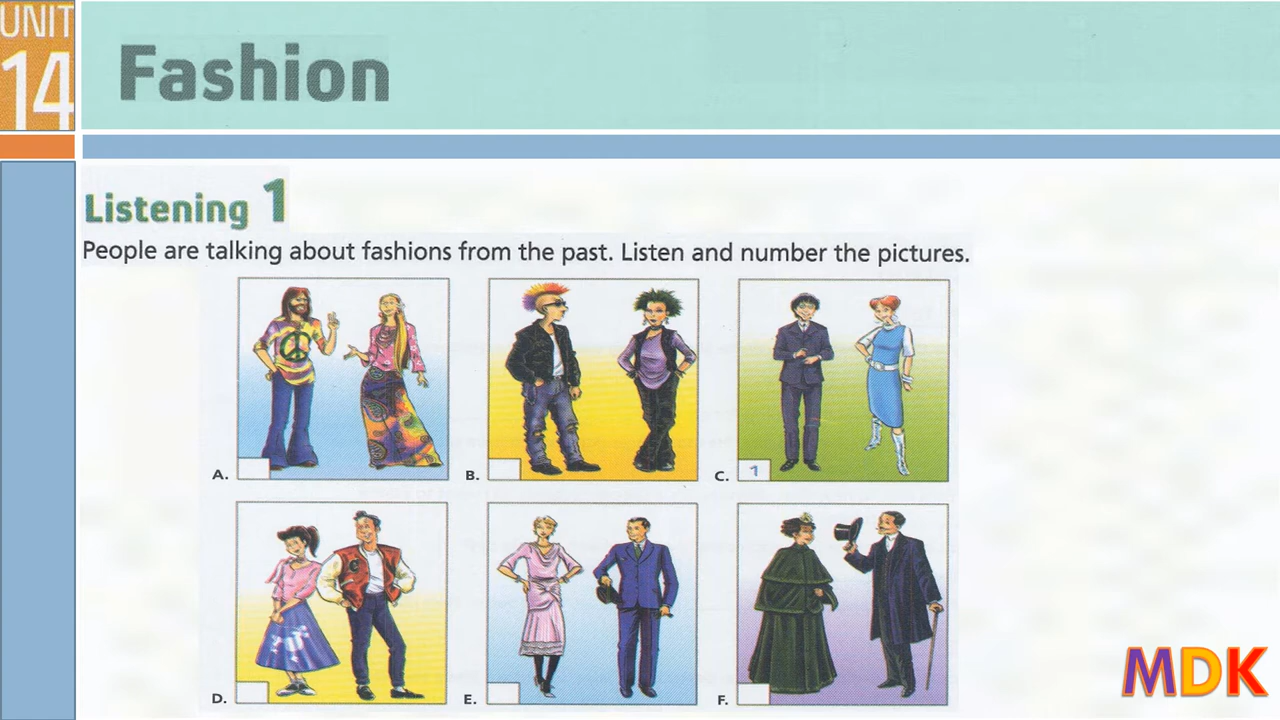 UNIT
14
Fashion
Listening 1
People are talking about fashions from the past. Listen and number the pictures.
A.
B.
C. 1
D.
E.
F.
MDK